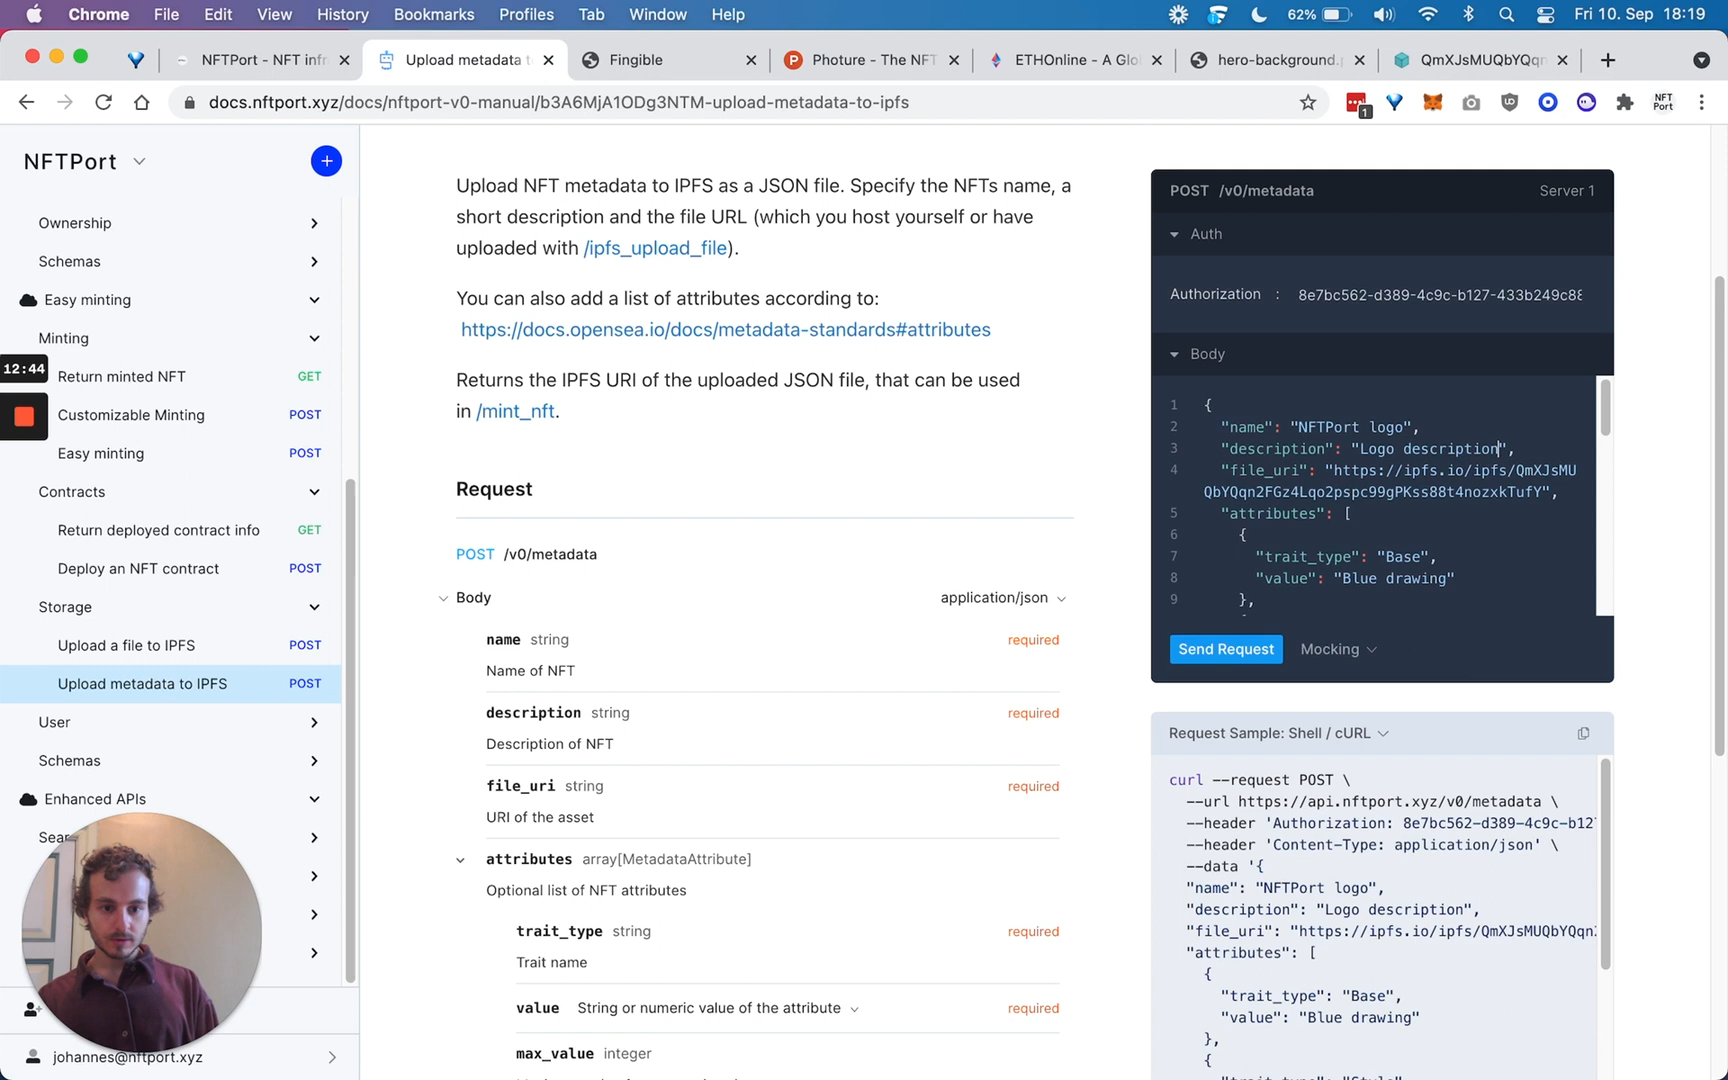 Chrome File Edit View History Bookmarks Profiles Tab Window Help 62% Fri 10. Sep 18:19
NFTPort - NFT infr
Upload metadata t
Fingible
Photure - The NFT
ETHOnline - A Glo
hero-background.
QmXJsMUQbYQqn
docs.nftport.xyz/docs/nftport-v0-manual/b3A6MjA1ODg3NTM-upload-metadata-to-ipfs
1
NFT
Port
NFTPort
+
Ownership
Schemas
Easy minting
Minting
12:44
Return minted NFT GET
Customizable Minting POST
Easy minting POST
Contracts
Return deployed contract info GET
Deploy an NFT contract POST
Storage
Upload a file to IPFS POST
Upload metadata to IPFS POST
User
Schemas
Enhanced APIs
Sear
johannes@nftport.xyz
Upload NFT metadata to IPFS as a JSON file. Specify the NFTs name, a
short description and the file URL (which you host yourself or have
uploaded with /ipfs_upload_file).
You can also add a list of attributes according to:
https://docs.opensea.io/docs/metadata-standards#attributes
Returns the IPFS URI of the uploaded JSON file, that can be used
in /mint_nft.
Request
POST /v0/metadata
Body application/json
name string required
Name of NFT
description string required
Description of NFT
file_uri string required
URI of the asset
attributes array[MetadataAttribute]
Optional list of NFT attributes
trait_type string required
Trait name
value String or numeric value of the attribute required
max_value integer
POST /v0/metadata Server 1
Auth
Authorization : 8e7bc562-d389-4c9c-b127-433b249c88
Body
1 {
2 "name": "NFTPort logo",
3 "description": "Logo description",
4 "file_uri": "https://ipfs.io/ipfs/QmXJsMU
QbYQqn2FGz4Lqo2pspc99gPKss88t4nozxkTufY",
5 "attributes": [
6 {
7 "trait_type": "Base",
8 "value": "Blue drawing"
9 },
Send Request Mocking
Request Sample: Shell / cURL
curl --request POST \
--url https://api.nftport.xyz/v0/metadata \
--header 'Authorization: 8e7bc562-d389-4c9c-b12
--header 'Content-Type: application/json' \
--data '{
"name": "NFTPort logo",
"description": "Logo description",
"file_uri": "https://ipfs.io/ipfs/QmXJsMUQbYQqn
"attributes": [
{
"trait_type": "Base",
"value": "Blue drawing"
},
{